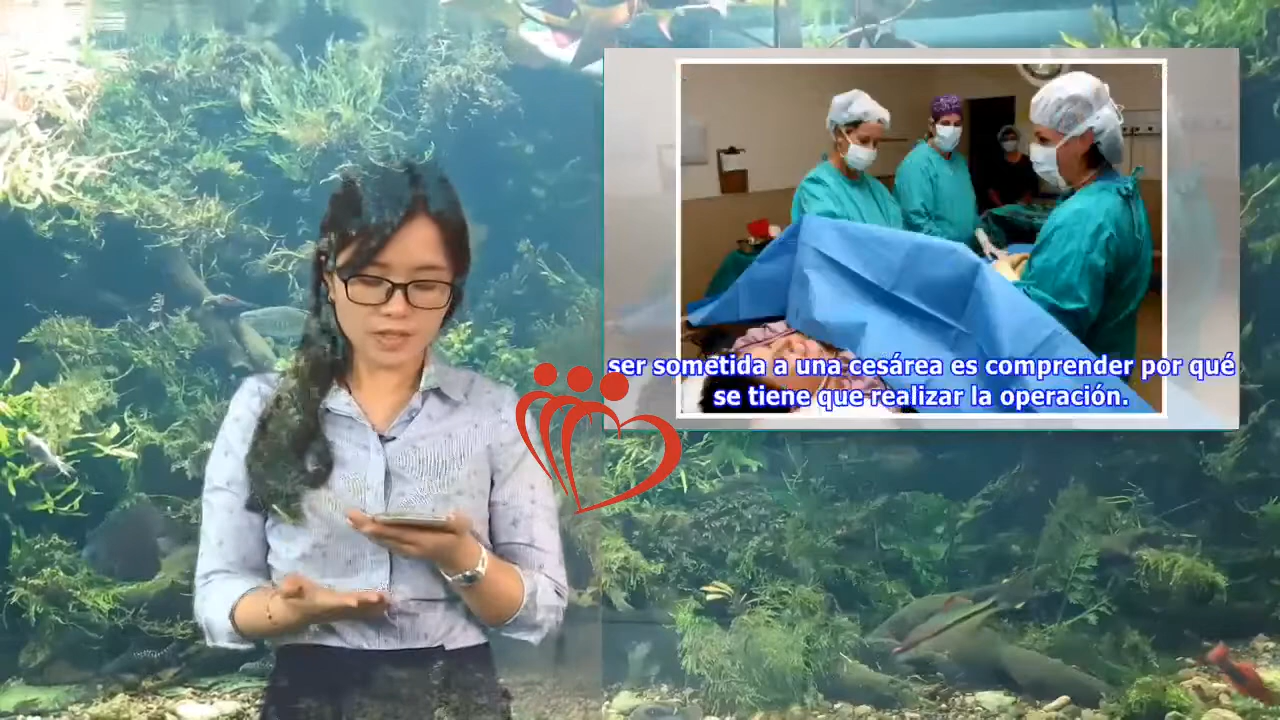 ser sometida a una cesárea es comprender por qué
se tiene que realizar la operación.